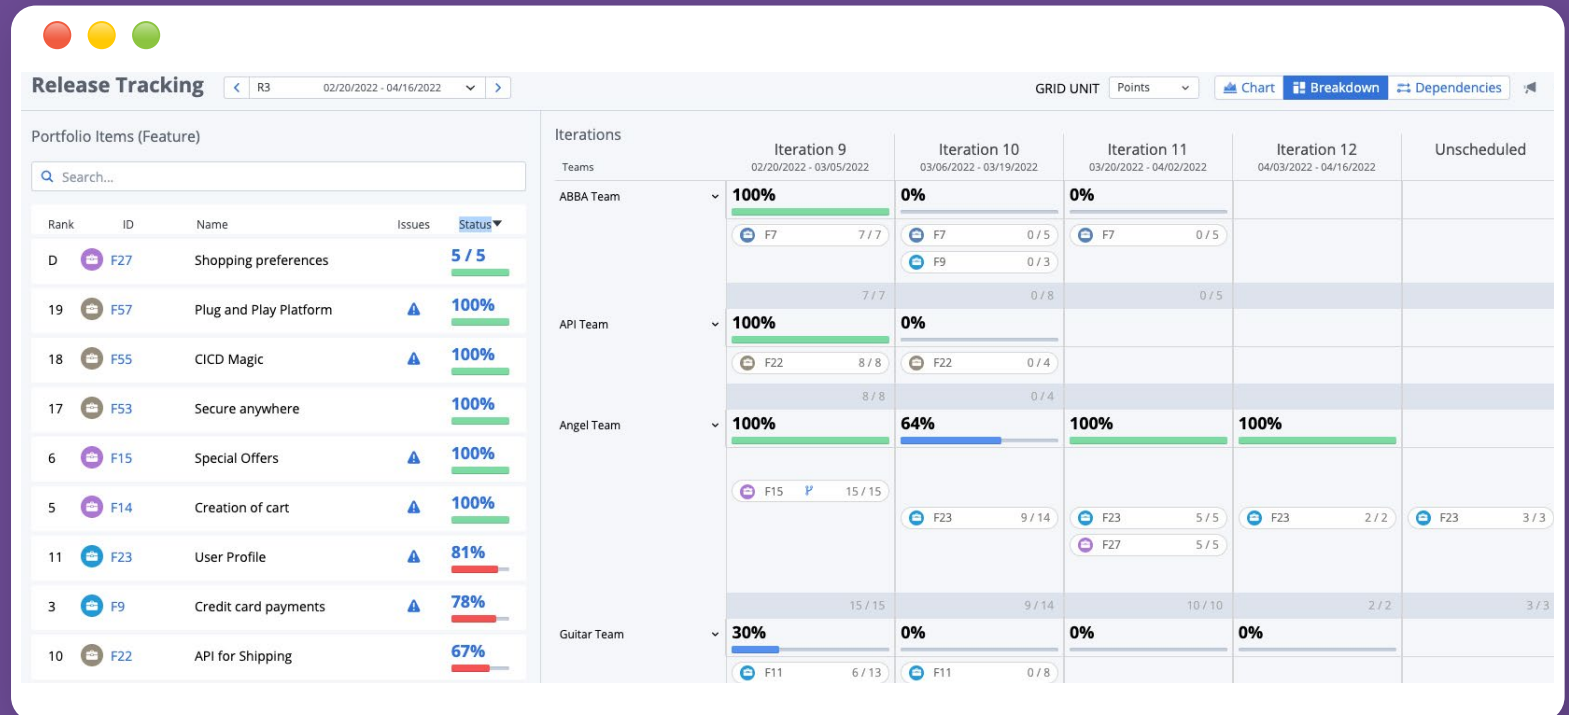 Release Tracking
R3 02/20/2022 - 04/16/2022
GRID UNIT Points Chart Breakdown Dependencies
Portfolio Items (Feature)
Search...
Rank ID Name Issues Status
D F27 Shopping preferences 5 / 5
19 F57 Plug and Play Platform 100%
18 F55 CICD Magic 100%
17 F53 Secure anywhere 100%
6 F15 Special Offers 100%
5 F14 Creation of cart 100%
11 F23 User Profile 81%
3 F9 Credit card payments 78%
10 F22 API for Shipping 67%
Iterations
Iteration 9 Iteration 10 Iteration 11 Iteration 12 Unscheduled
Teams 02/20/2022 - 03/05/2022 03/06/2022 - 03/19/2022 03/20/2022 - 04/02/2022 04/03/2022 - 04/16/2022
ABBA Team 100% 0% 0%
F7 7 / 7 F7 0 / 5 F7 0 / 5
F9 0 / 3
7 / 7 0 / 8 0 / 5
API Team 100% 0%
F22 8 / 8 F22 0 / 4
8 / 8 0 / 4
Angel Team 100% 64% 100% 100%
F15 15 / 15
F23 9 / 14 F23 5 / 5 F23 2 / 2 F23 3 / 3
F27 5 / 5
15 / 15 9 / 14 10 / 10 2 / 2 3 / 3
Guitar Team 30% 0% 0% 0%
F11 6 / 13 F11 0 / 8